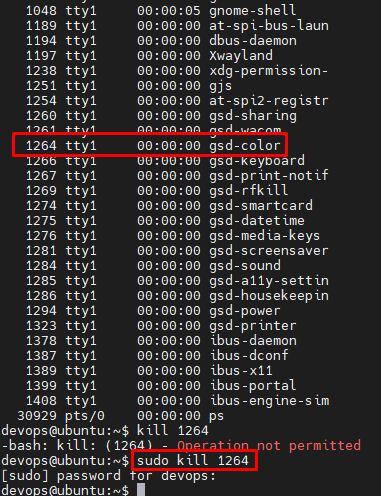 1048 tty1 00:00:05 gnome-shell
1189 tty1 00:00:00 at-spi-bus-laun
1194 tty1 00:00:00 dbus-daemon
1197 tty1 00:00:00 Xwayland
1238 tty1 00:00:00 xdg-permission-
1251 tty1 00:00:00 gjs
1254 tty1 00:00:00 at-spi2-registr
1260 tty1 00:00:00 gsd-sharing
1261 tty1 00:00:00 gsd-wacom
1264 tty1 00:00:00 gsd-color
1266 tty1 00:00:00 gsd-keyboard
1267 tty1 00:00:00 gsd-print-notif
1269 tty1 00:00:00 gsd-rfkill
1274 tty1 00:00:00 gsd-smartcard
1275 tty1 00:00:00 gsd-datetime
1276 tty1 00:00:00 gsd-media-keys
1281 tty1 00:00:00 gsd-screensaver
1284 tty1 00:00:00 gsd-sound
1285 tty1 00:00:00 gsd-a11y-settin
1286 tty1 00:00:00 gsd-housekeepin
1294 tty1 00:00:00 gsd-power
1323 tty1 00:00:00 gsd-printer
1378 tty1 00:00:00 ibus-daemon
1387 tty1 00:00:00 ibus-dconf
1389 tty1 00:00:00 ibus-x11
1399 tty1 00:00:00 ibus-portal
1408 tty1 00:00:00 ibus-engine-sim
30929 pts/0 00:00:00 ps
devops@ubuntu:~$ kill 1264
-bash: kill: (1264) - Operation not permitted
devops@ubuntu:~$ sudo kill 1264
[sudo] password for devops:
devops@ubuntu:~$